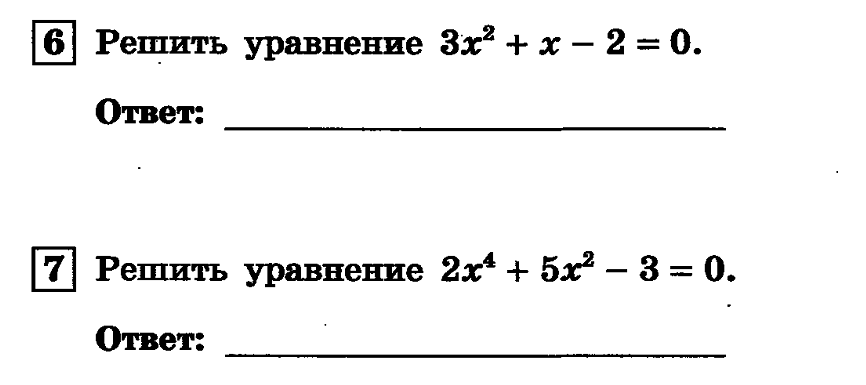 6 Решить уравнение 3x² + x − 2 = 0.
Ответ:
7 Решить уравнение 2x⁴ + 5x² − 3 = 0.
Ответ: